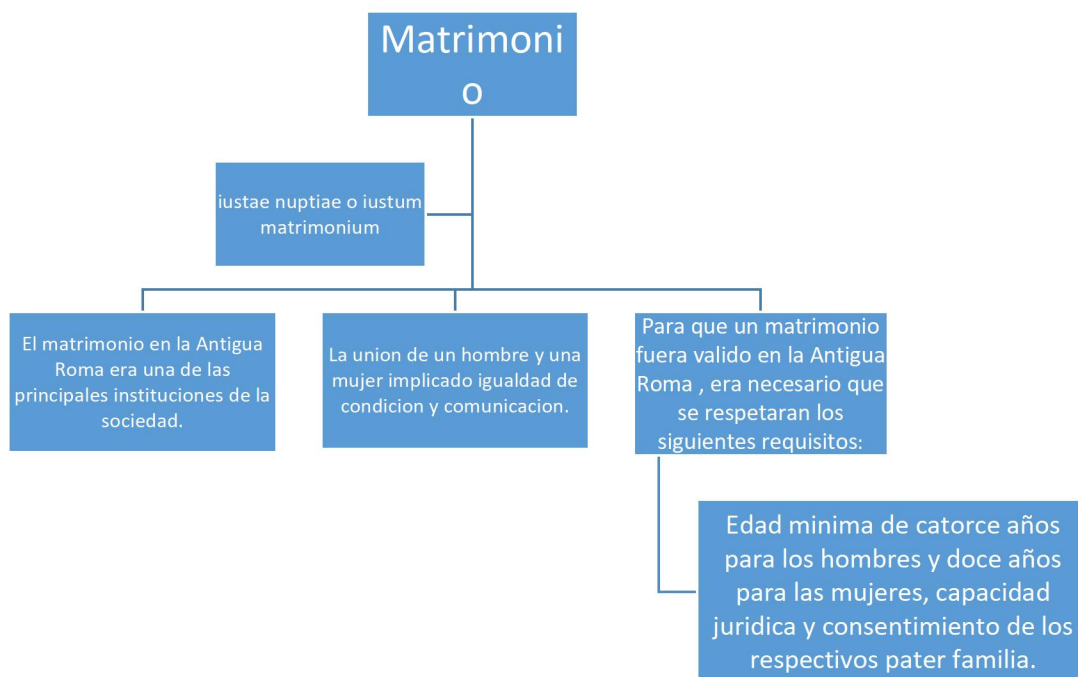 Matrimoni
o
iustae nuptiae o iustum
matrimonium
El matrimonio en la Antigua
Roma era una de las
principales instituciones de la
sociedad.
La union de un hombre y una
mujer implicado igualdad de
condicion y comunicacion.
Para que un matrimonio
fuera valido en la Antigua
Roma , era necesario que
se respetaran los
siguientes requisitos:
Edad minima de catorce años
para los hombres y doce años
para las mujeres, capacidad
juridica y consentimiento de los
respectivos pater familia.